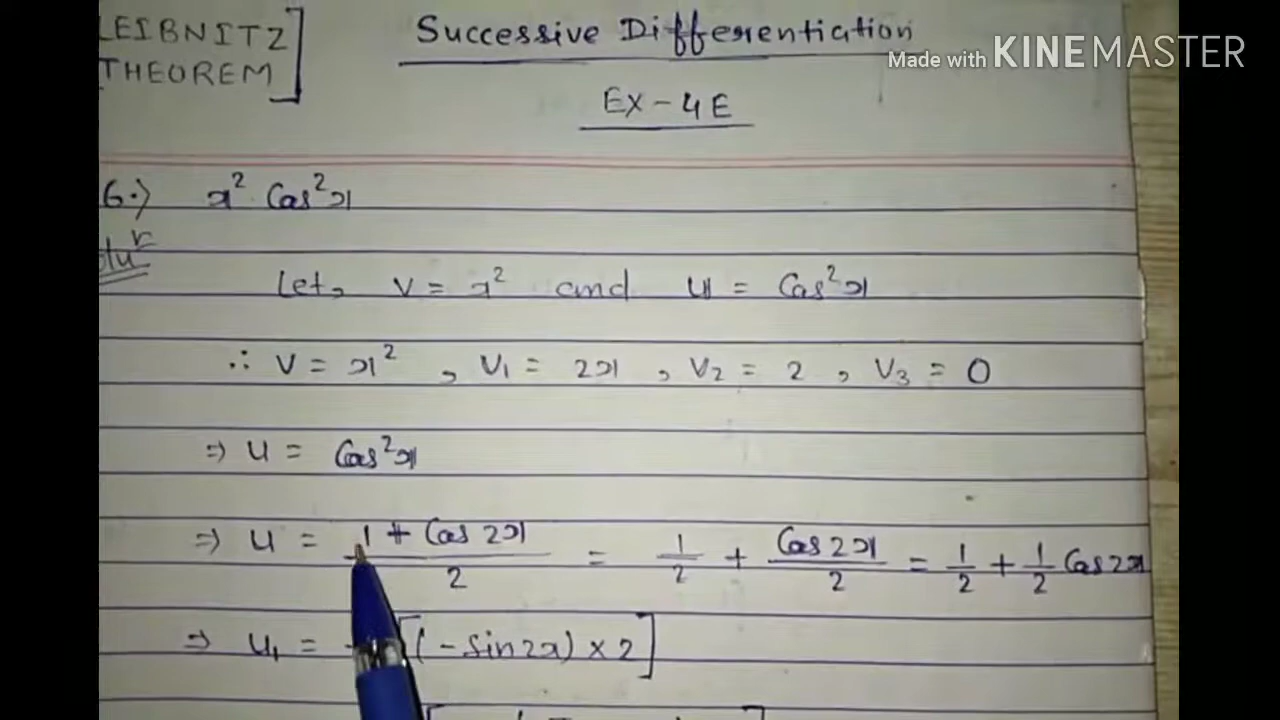 LEIBNITZ
THEOREM]
Successive Differentiation
Made with KINEMASTER
EX - 4E
6.) x² Cos²x
Let, v = x² and u = Cos²x
∴ v = x² , v₁ = 2x , v₂ = 2 , v₃ = 0
⇒ u = Cos²x
⇒ u = 1 + Cos 2x / 2 = 1/2 + Cos 2x / 2 = 1/2 + 1/2 Cos 2x
⇒ u₁ = [(-sin 2x) × 2]